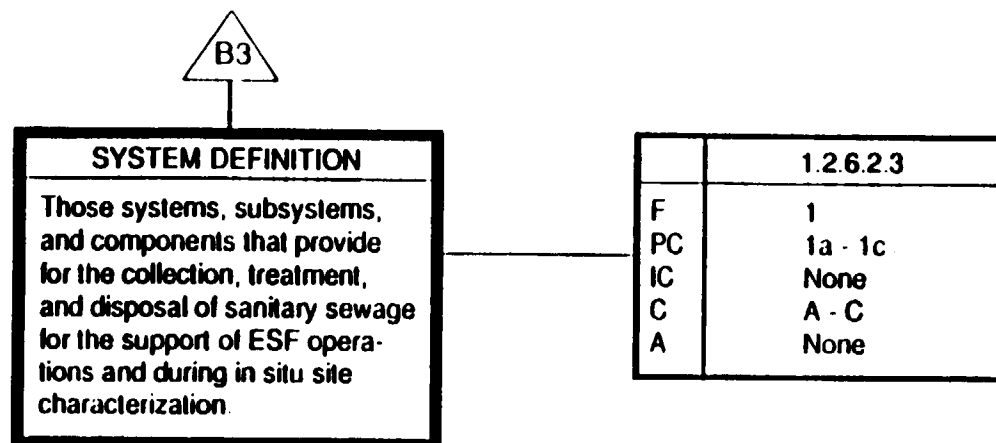 B3
SYSTEM DEFINITION
Those systems, subsystems,
and components that provide
for the collection, treatment,
and disposal of sanitary sewage
for the support of ESF opera-
tions and during in situ site
characterization.
1.2.6.2.3
F 1
PC 1a - 1c
IC None
C A - C
A None